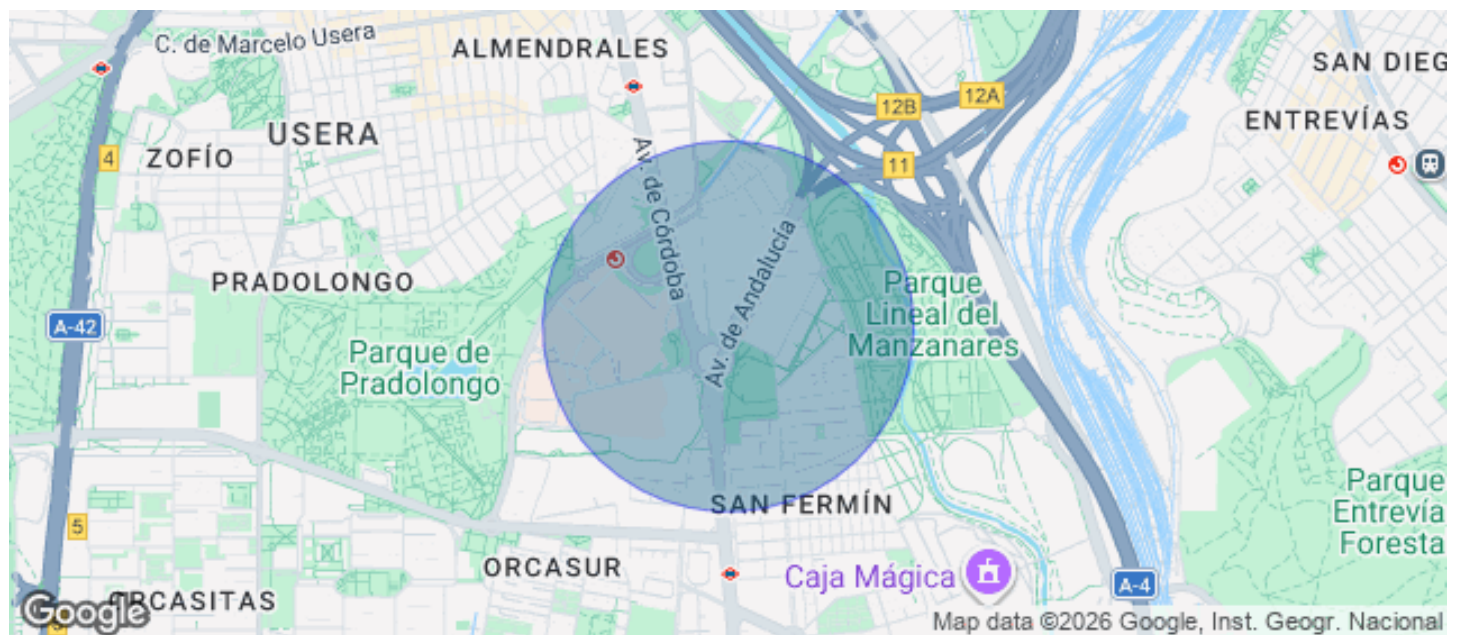 C. de Marcelo Usera
ALMENDRALES
SAN DIEG
12A
12B
ENTREVÍAS
USERA
4
ZOFÍO
11
Av. de Córdoba
Av. de Andalucía
PRADOLONGO
Parque
Lineal del
Manzanares
A-42
Parque de
Pradolongo
SAN FERMÍN
Parque
Entrevía
Foresta
5
ORCASUR
Caja Mágica
A-4
ORCASITAS
Google
Map data ©2026 Google, Inst. Geogr. Nacional